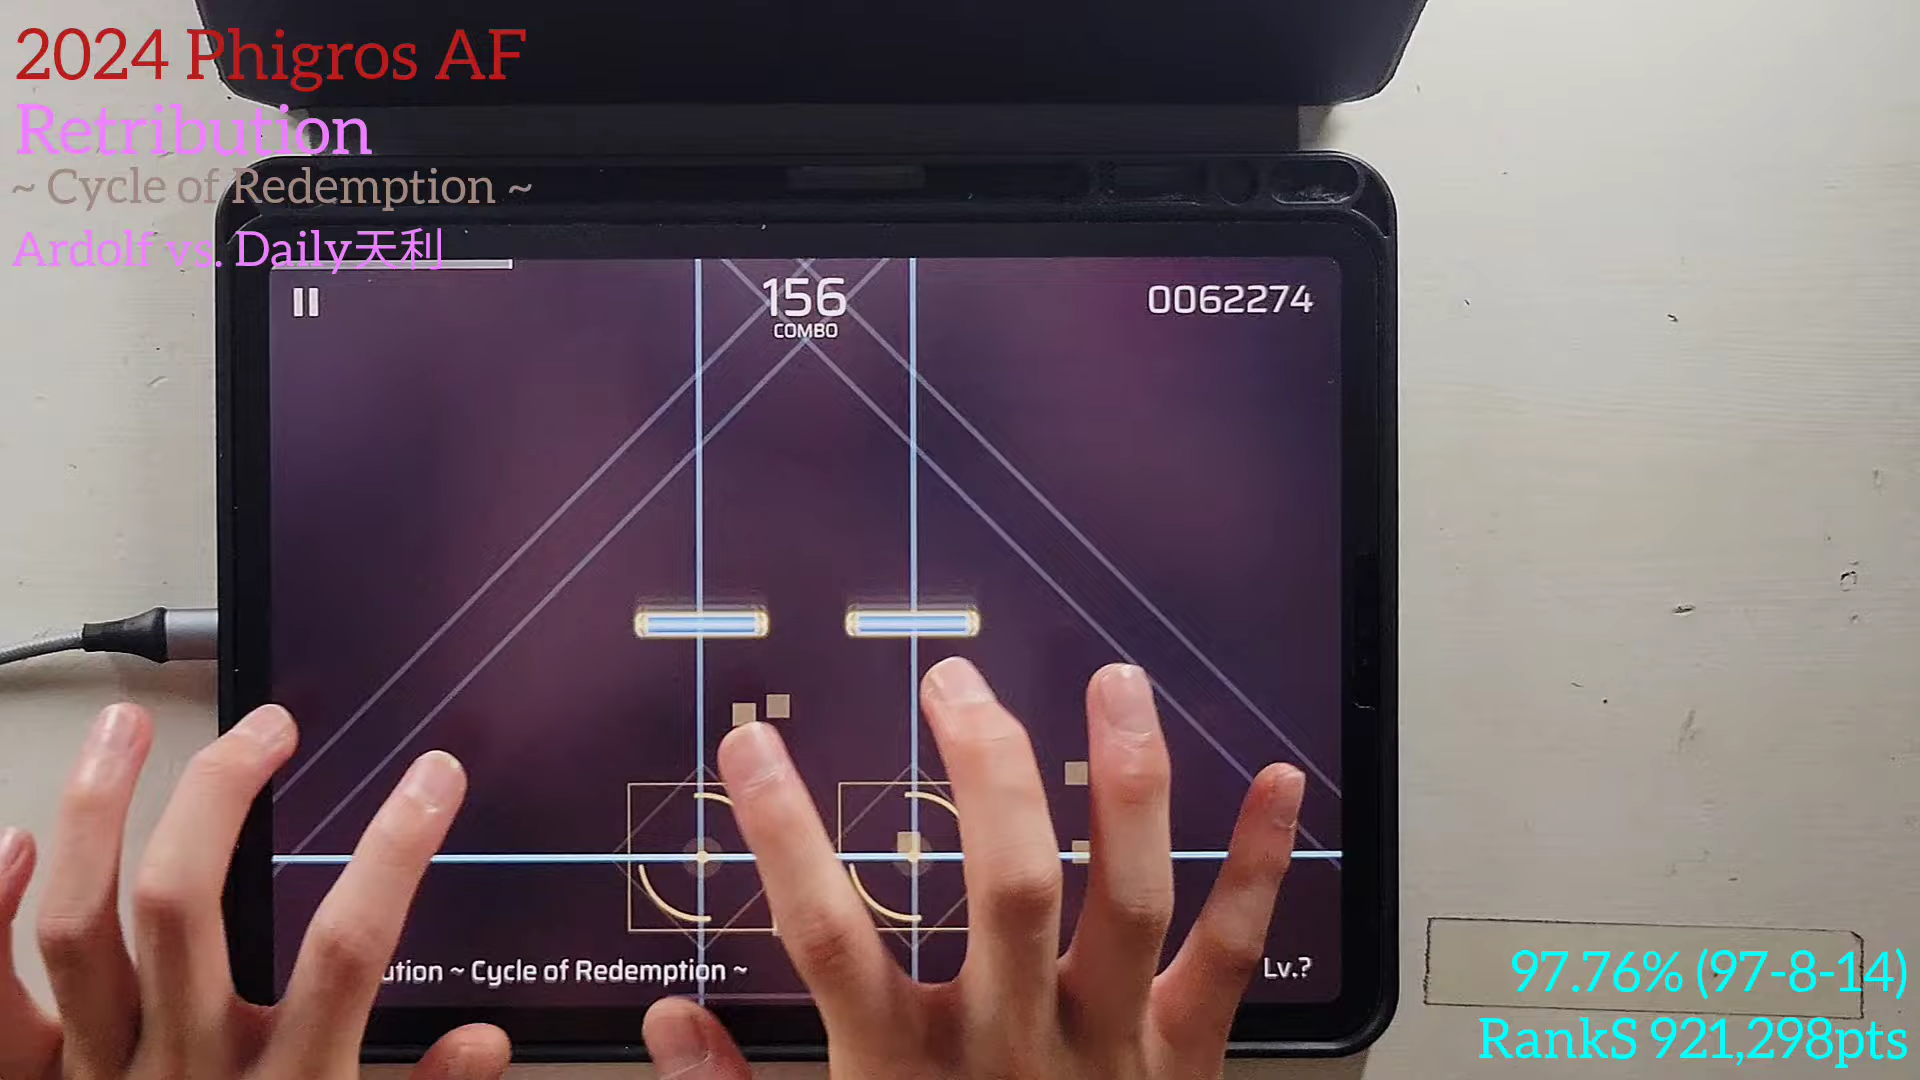 2024 Phigros AF
Retribution
~ Cycle of Redemption ~
Ardolf vs. Daily天利
156
COMBO
0062274
ution ~ Cycle of Redemption ~
Lv.?
97.76% (97-8-14)
RankS 921,298pts